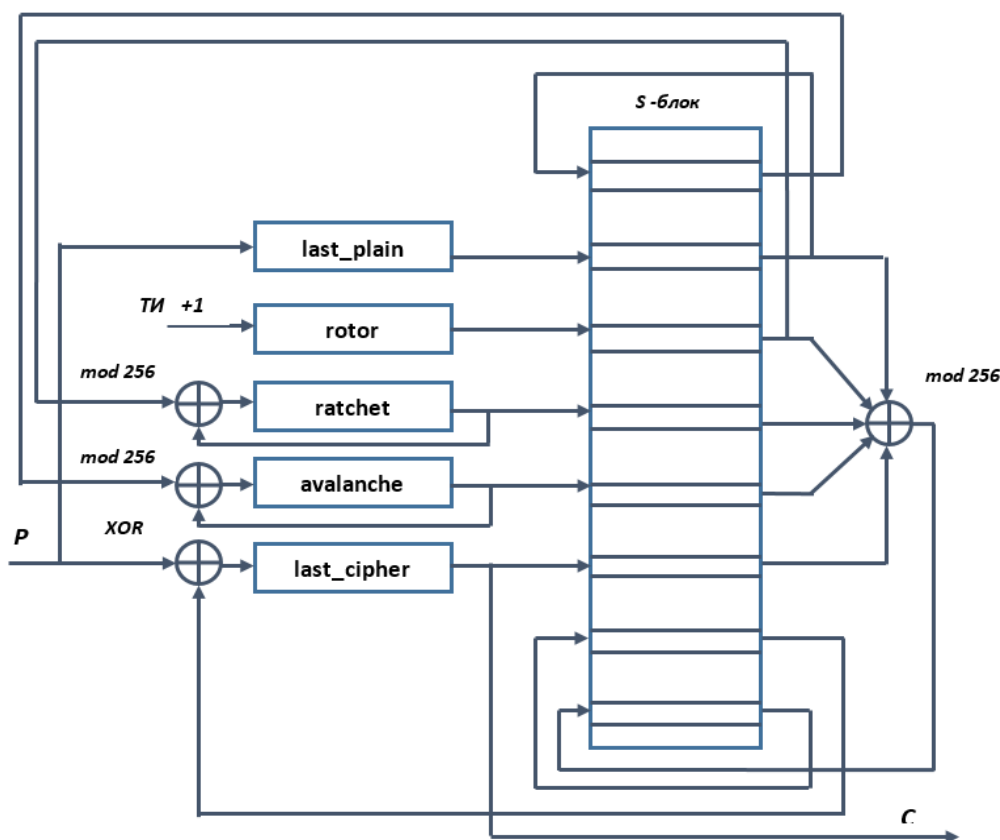 S -блок
last_plain
ТИ +1
rotor
mod 256
mod 256
ratchet
mod 256
avalanche
P
XOR
last_cipher
C